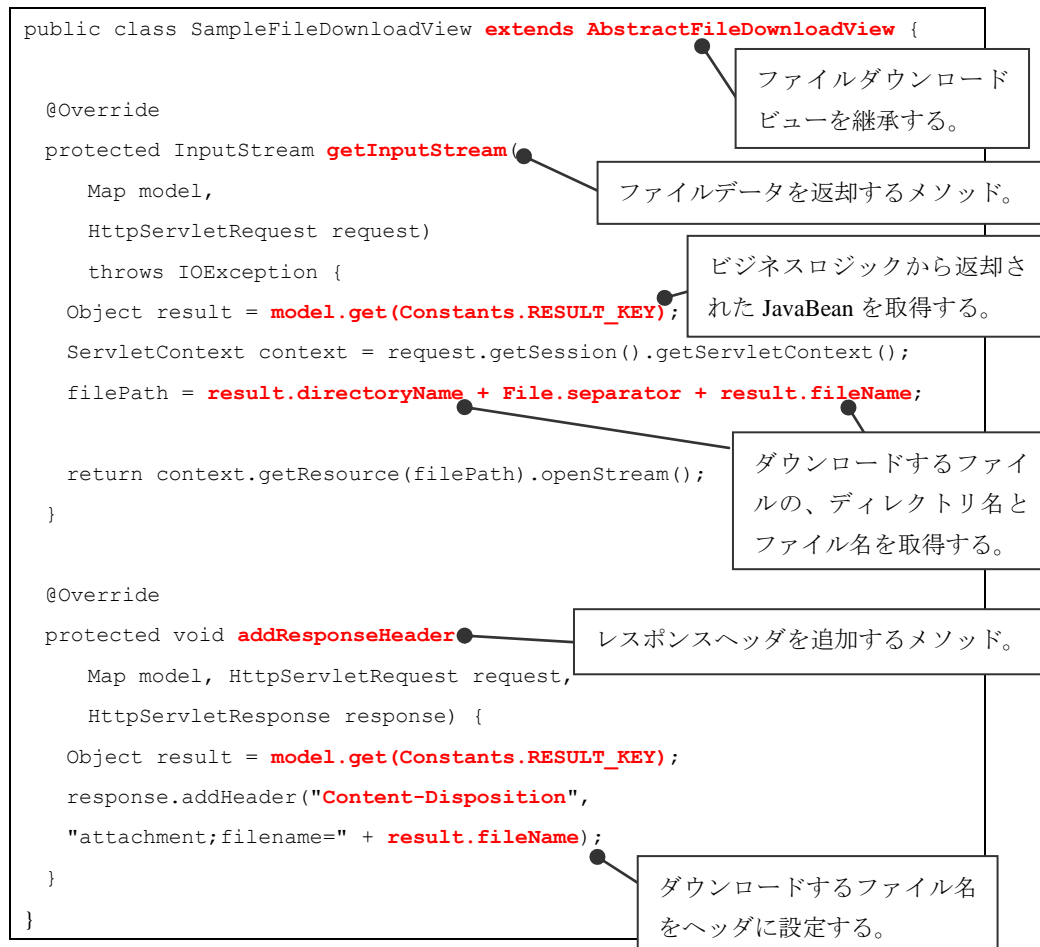 public class SampleFileDownloadView extends AbstractFileDownloadView {
ファイルダウンロード
ビューを継承する。
@Override
protected InputStream getInputStream(
ファイルデータを返却するメソッド。
Map model,
HttpServletRequest request)
throws IOException {
ビジネスロジックから返却さ
れた JavaBean を取得する。
Object result = model.get(Constants.RESULT_KEY);
ServletContext context = request.getSession().getServletContext();
filePath = result.directoryName + File.separator + result.fileName;
ダウンロードするファイ
ルの、ディレクトリ名と
ファイル名を取得する。
return context.getResource(filePath).openStream();
}
@Override
protected void addResponseHeader
レスポンスヘッダを追加するメソッド。
Map model, HttpServletRequest request,
HttpServletResponse response) {
Object result = model.get(Constants.RESULT_KEY);
response.addHeader("Content-Disposition",
"attachment;filename=" + result.fileName);
ダウンロードするファイル名
をヘッダに設定する。
}
}